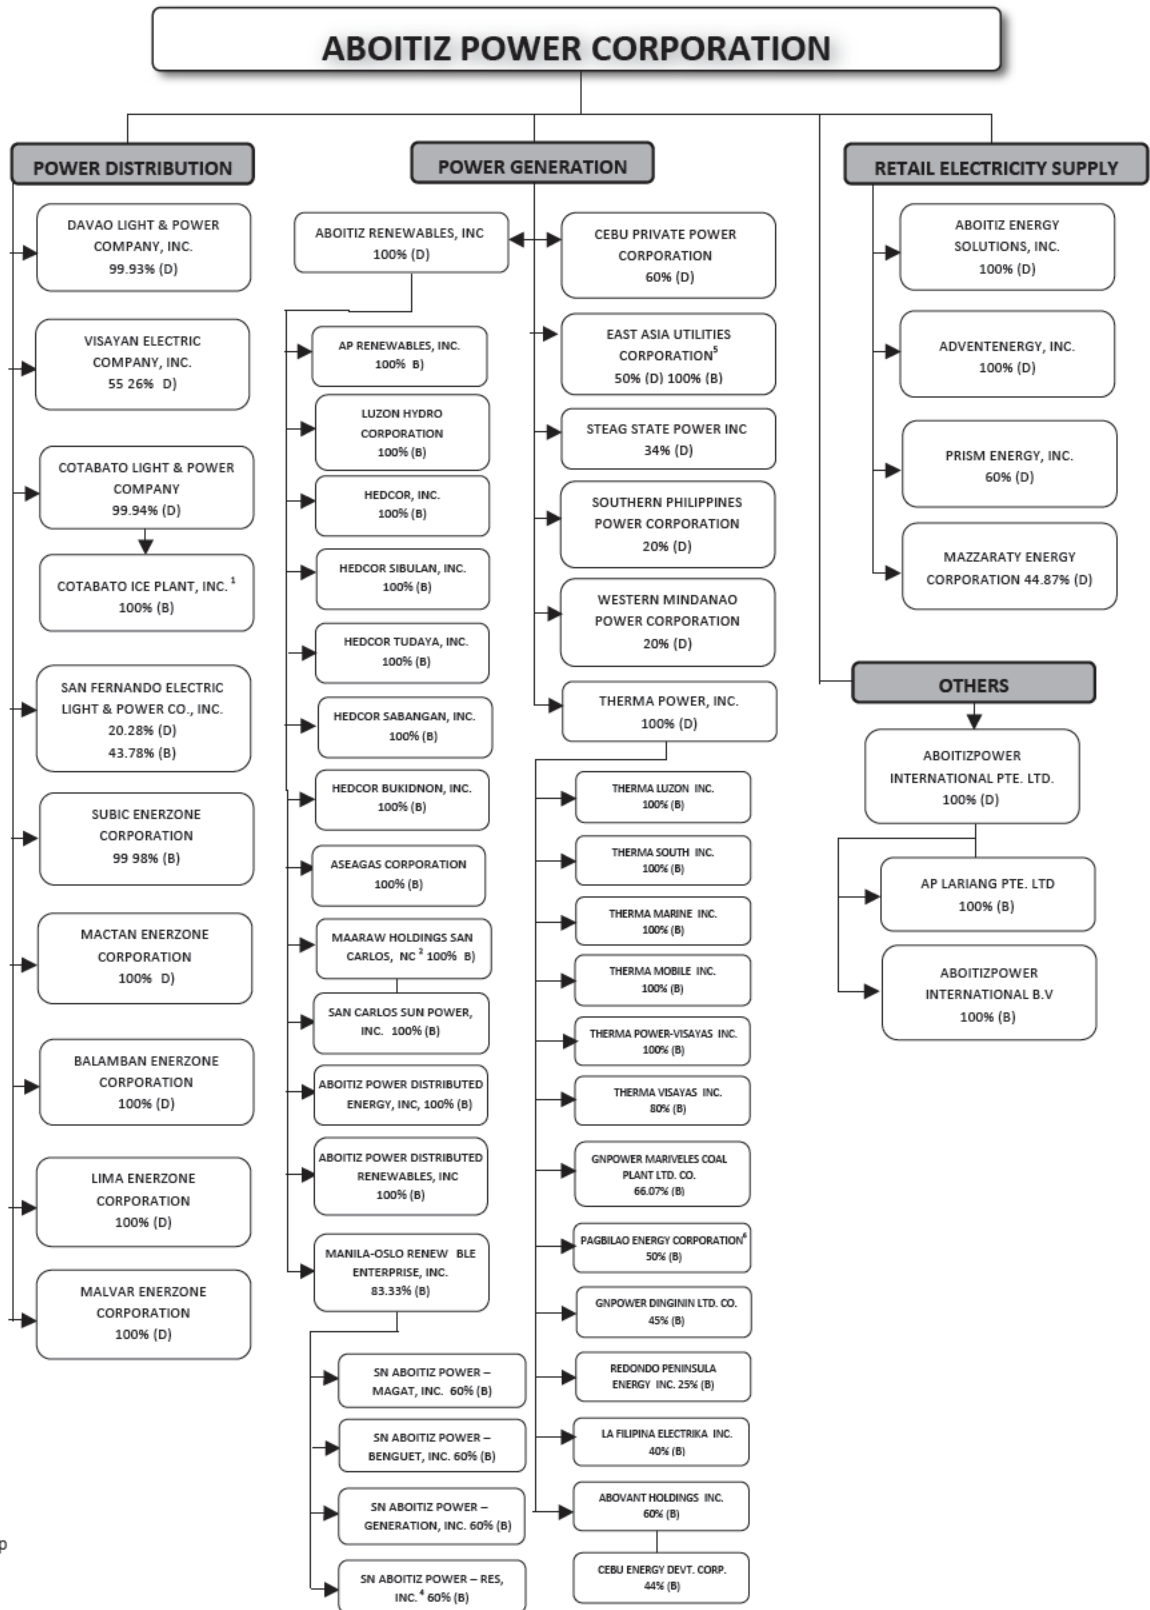 ABOITIZ POWER CORPORATION
POWER DISTRIBUTION
DAVAO LIGHT & POWER
COMPANY, INC.
99.93% (D)
VISAYAN ELECTRIC
COMPANY, INC.
55 26% D)
COTABATO LIGHT & POWER
COMPANY
99.94% (D)
COTABATO ICE PLANT, INC. 1
100% (B)
SAN FERNANDO ELECTRIC
LIGHT & POWER CO., INC.
20.28% (D)
43.78% (B)
SUBIC ENERZONE
CORPORATION
99 98% (B)
MACTAN ENERZONE
CORPORATION
100% D)
BALAMBAN ENERZONE
CORPORATION
100% (D)
LIMA ENERZONE
CORPORATION
100% (D)
MALVAR ENERZONE
CORPORATION
100% (D)
POWER GENERATION
ABOITIZ RENEWABLES, INC
100% (D)
AP RENEWABLES, INC.
100% B)
LUZON HYDRO
CORPORATION
100% (B)
HEDCOR, INC.
100% (B)
HEDCOR SIBULAN, INC.
100% (B)
HEDCOR TUDAYA, INC.
100% (B)
HEDCOR SABANGAN, INC.
100% (B)
HEDCOR BUKIDNON, INC.
100% (B)
ASEAGAS CORPORATION
100% (B)
MAARAW HOLDINGS SAN
CARLOS, NC 2 100% B)
SAN CARLOS SUN POWER,
INC. 100% (B)
ABOITIZ POWER DISTRIBUTED
ENERGY, INC, 100% (B)
ABOITIZ POWER DISTRIBUTED
RENEWABLES, INC
100% (B)
MANILA-OSLO RENEW BLE
ENTERPRISE, INC.
83.33% (B)
SN ABOITIZ POWER –
MAGAT, INC. 60% (B)
SN ABOITIZ POWER –
BENGUET, INC. 60% (B)
SN ABOITIZ POWER –
GENERATION, INC. 60% (B)
SN ABOITIZ POWER – RES,
INC. 4 60% (B)
CEBU PRIVATE POWER
CORPORATION
60% (D)
EAST ASIA UTILITIES
CORPORATION5
50% (D) 100% (B)
STEAG STATE POWER INC
34% (D)
SOUTHERN PHILIPPINES
POWER CORPORATION
20% (D)
WESTERN MINDANAO
POWER CORPORATION
20% (D)
THERMA POWER, INC.
100% (D)
THERMA LUZON INC.
100% (B)
THERMA SOUTH INC.
100% (B)
THERMA MARINE INC.
100% (B)
THERMA MOBILE INC.
100% (B)
THERMA POWER-VISAYAS INC.
100% (B)
THERMA VISAYAS INC.
80% (B)
GNPOWER MARIVELES COAL
PLANT LTD. CO.
66.07% (B)
PAGBILAO ENERGY CORPORATION6
50% (B)
GNPOWER DINGININ LTD. CO.
45% (B)
REDONDO PENINSULA
ENERGY INC. 25% (B)
LA FILIPINA ELECTRIKA INC.
40% (B)
ABOVANT HOLDINGS INC.
60% (B)
CEBU ENERGY DEVT. CORP.
44% (B)
RETAIL ELECTRICITY SUPPLY
ABOITIZ ENERGY
SOLUTIONS, INC.
100% (D)
ADVENTENERGY, INC.
100% (D)
PRISM ENERGY, INC.
60% (D)
MAZZARATY ENERGY
CORPORATION 44.87% (D)
OTHERS
ABOITIZPOWER
INTERNATIONAL PTE. LTD.
100% (D)
AP LARIANG PTE. LTD
100% (B)
ABOITIZPOWER
INTERNATIONAL B.V
100% (B)
p